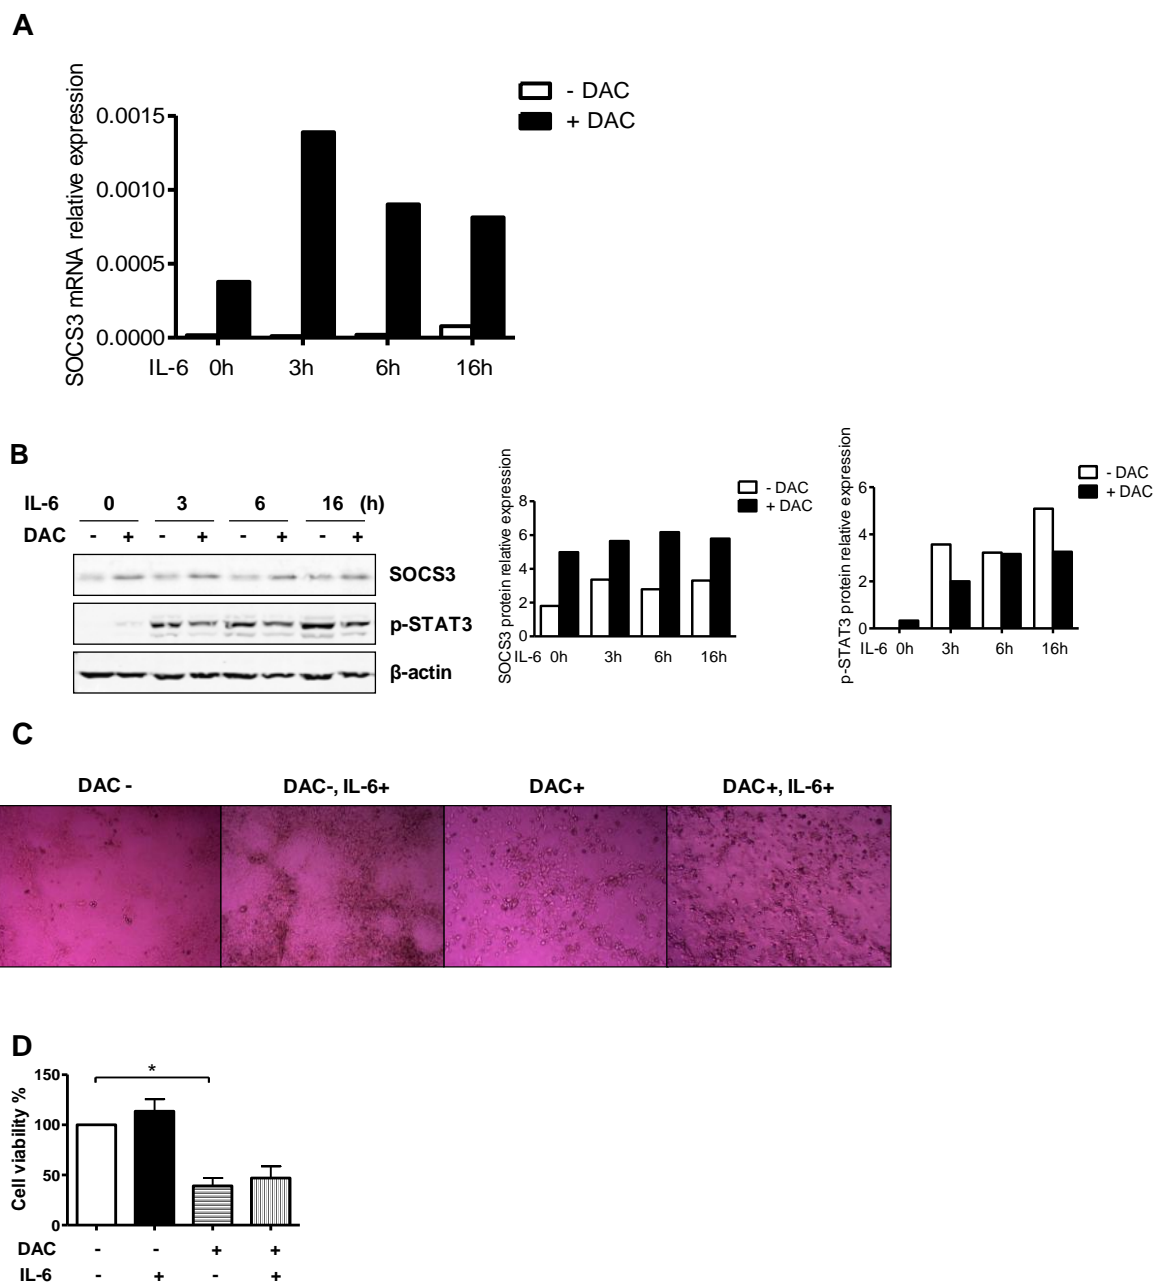 A
SOCS3 mRNA relative expression
- DAC
+ DAC
0.0015
0.0010
0.0005
0.0000
IL-6 0h 3h 6h 16h
B
IL-6 0 3 6 16 (h)
DAC - + - + - + - +
SOCS3
p-STAT3
β-actin
SOCS3 protein relative expression
- DAC
+ DAC
8
6
4
2
0
IL-6 0h 3h 6h 16h
p-STAT3 protein relative expression
- DAC
+ DAC
6
4
2
0
IL-6 0h 3h 6h 16h
C
DAC - DAC-, IL-6+ DAC+ DAC+, IL-6+
D
Cell viability %
*
150
100
50
0
DAC - - + +
IL-6 - + - +